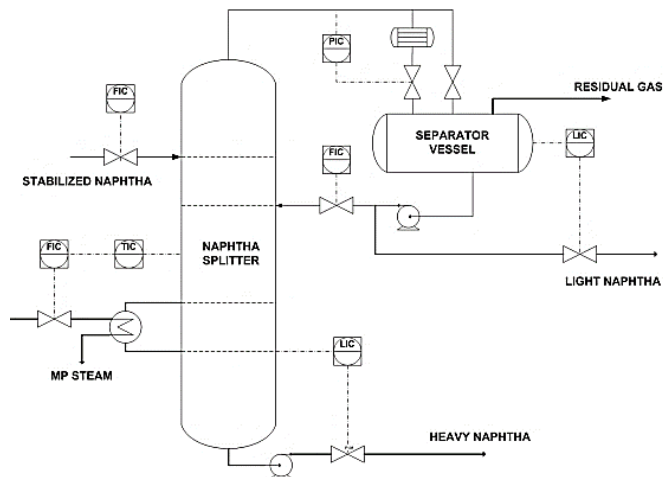 PIC
RESIDUAL GAS
FIC
SEPARATOR
VESSEL
LIC
FIC
STABILIZED NAPHTHA
NAPHTHA
SPLITTER
FIC
TIC
LIGHT NAPHTHA
LIC
MP STEAM
HEAVY NAPHTHA